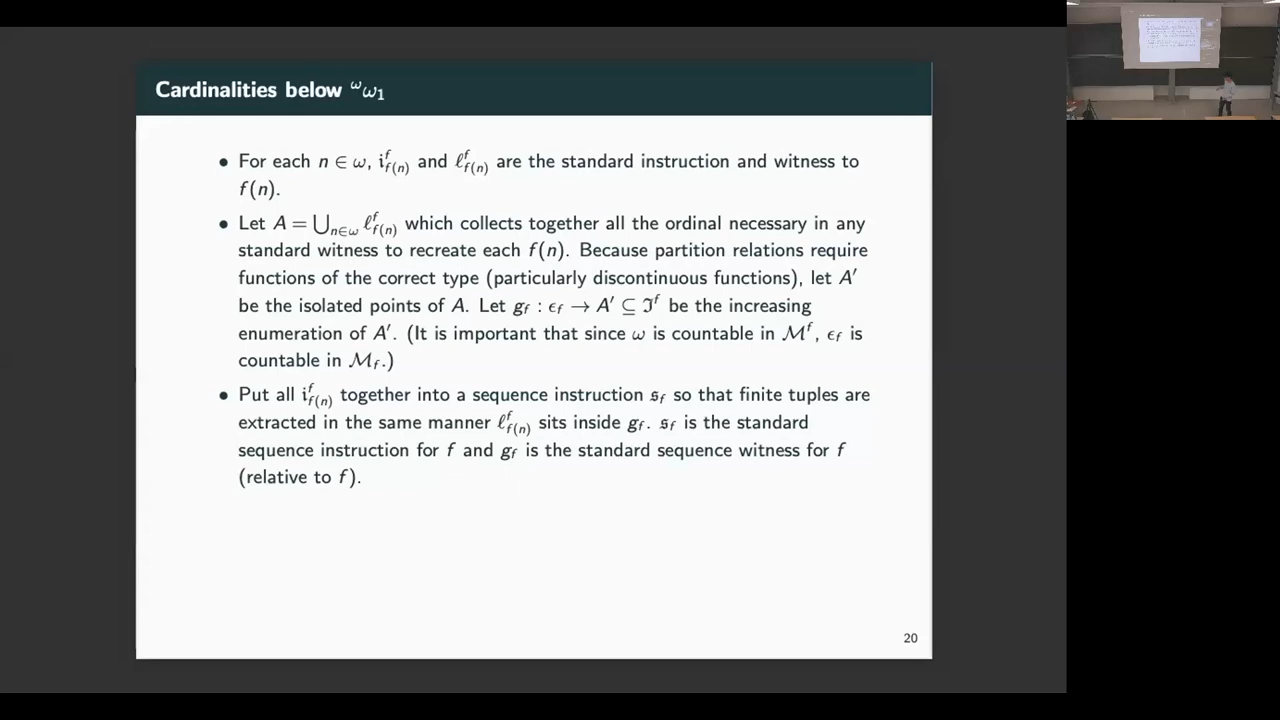 Cardinalities below ^ωω₁
• For each n ∈ ω, 𝔦^f_{f(n)} and ℓ^f_{f(n)} are the standard instruction and witness to
f(n).
• Let A = ⋃_{n∈ω} ℓ^f_{f(n)} which collects together all the ordinal necessary in any
standard witness to recreate each f(n). Because partition relations require
functions of the correct type (particularly discontinuous functions), let A′
be the isolated points of A. Let g_f : ϵ_f → A′ ⊆ ℑ^f be the increasing
enumeration of A′. (It is important that since ω is countable in ℳ^f, ϵ_f is
countable in ℳ_f.)
• Put all 𝔦^f_{f(n)} together into a sequence instruction 𝔰_f so that finite tuples are
extracted in the same manner ℓ^f_{f(n)} sits inside g_f. 𝔰_f is the standard
sequence instruction for f and g_f is the standard sequence witness for f
(relative to f).
20